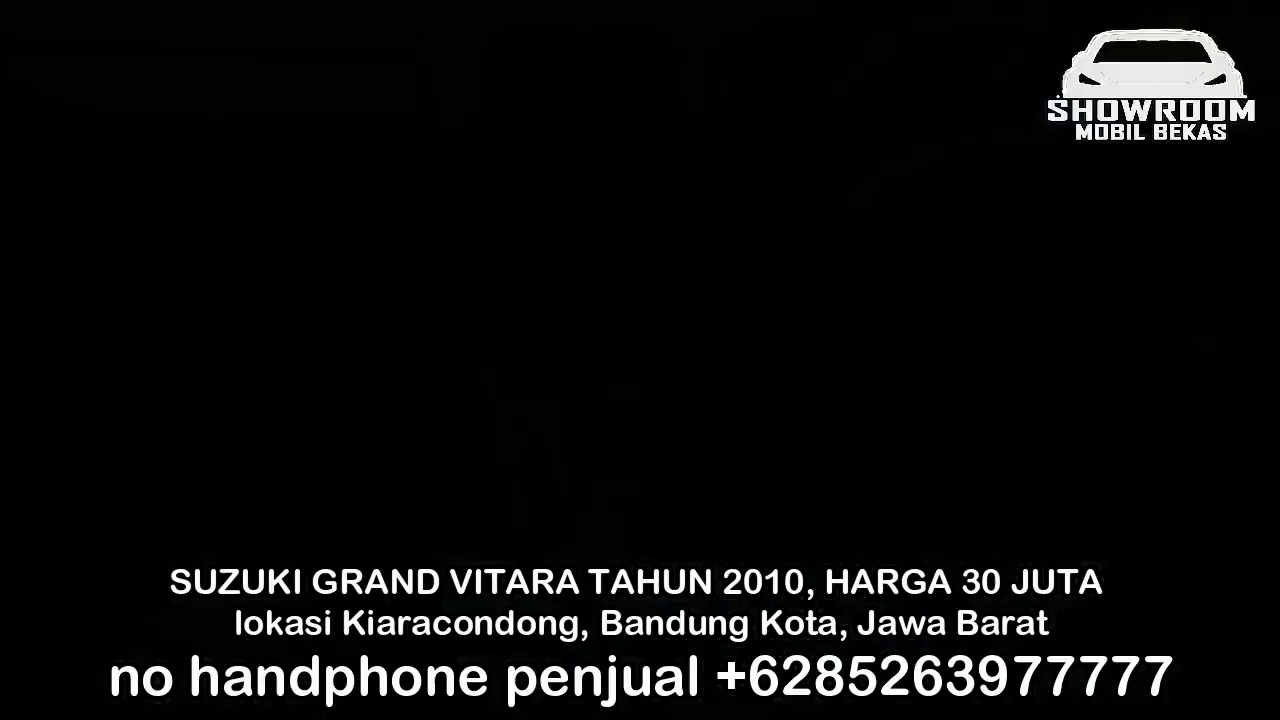 SHOWROOM
MOBIL BEKAS
SUZUKI GRAND VITARA TAHUN 2010, HARGA 30 JUTA
lokasi Kiaracondong, Bandung Kota, Jawa Barat
no handphone penjual +6285263977777